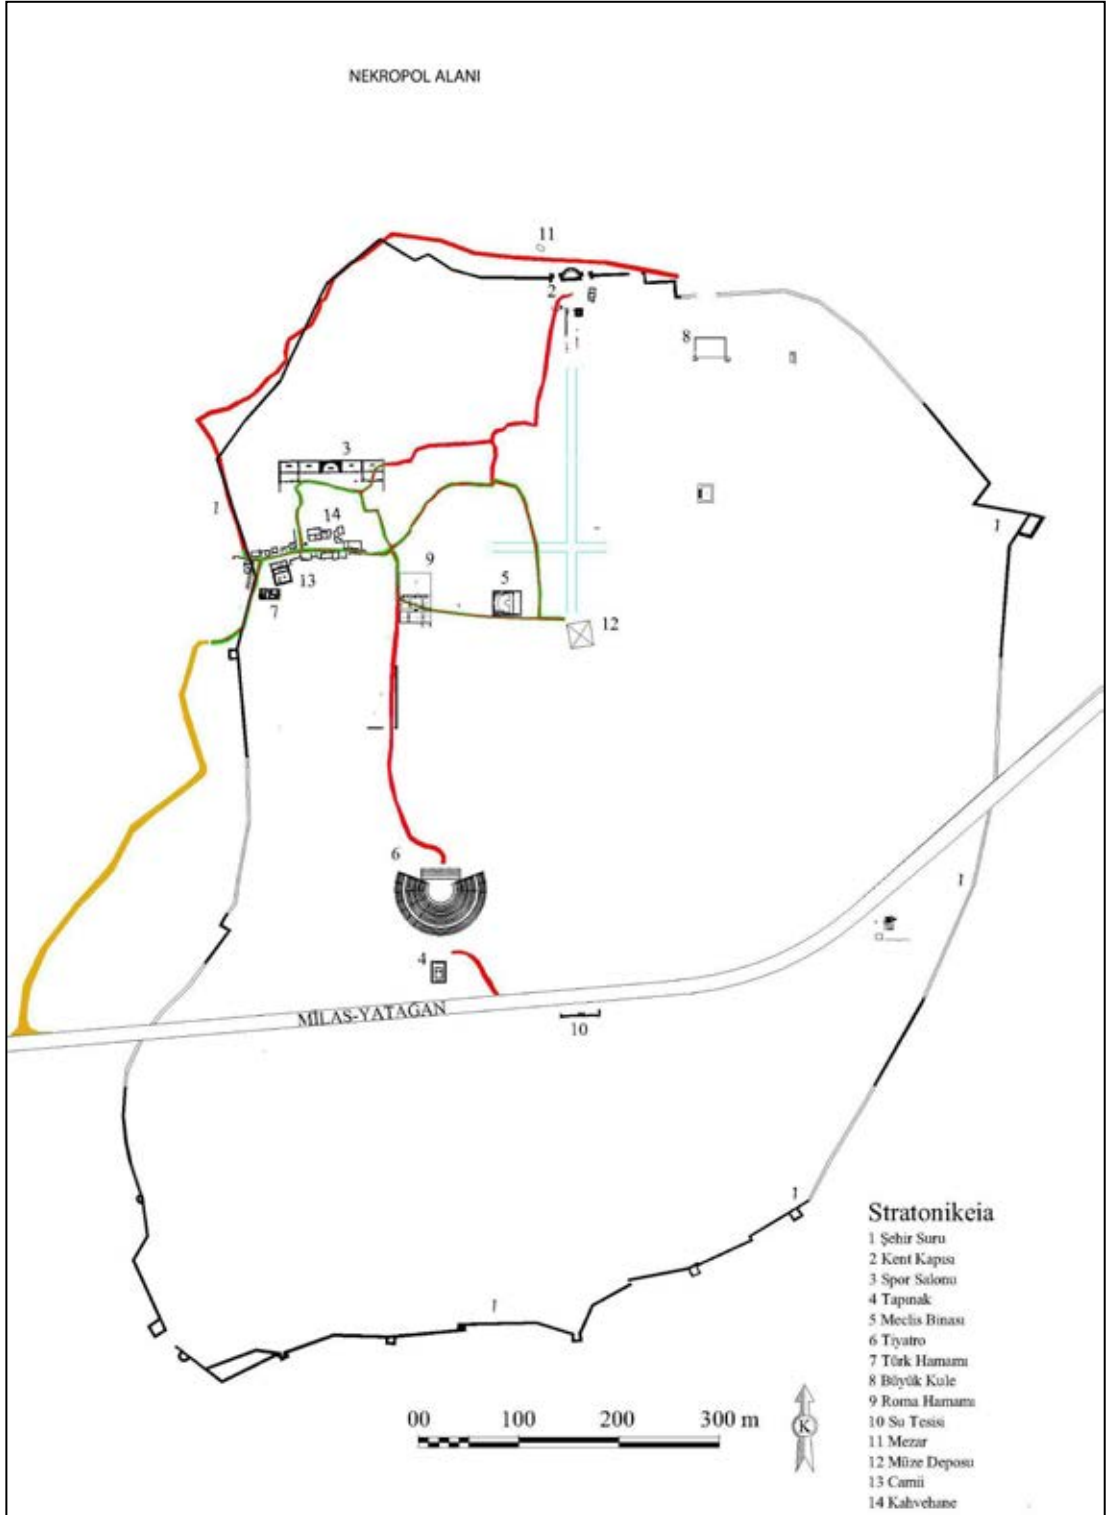 NEKROPOL ALANI
11
2
8
3
1
14
1
9
5
13
7
12
6
1
4
MİLAS-YATAĞAN
10
1
1
Stratonikeia
1 Şehir Suru
2 Kent Kapısı
3 Spor Salonu
4 Tapınak
5 Meclis Binası
6 Tiyatro
7 Türk Hamamı
8 Büyük Kule
9 Roma Hamamı
10 Su Tesisi
11 Mezar
12 Müze Deposu
13 Camii
14 Kahvehane
00 100 200 300 m
K